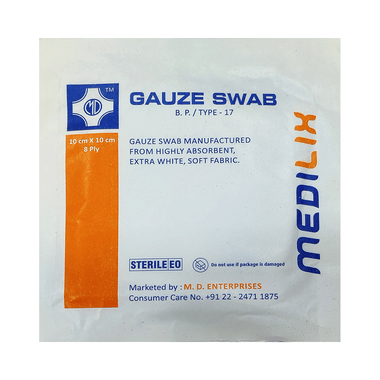 MD
TM
GAUZE SWAB
B. P. / TYPE - 17
10 cm X 10 cm
8 Ply
GAUZE SWAB MANUFACTURED
FROM HIGHLY ABSORBENT,
EXTRA WHITE, SOFT FABRIC.
STERILE EO
Do not use if package is damaged
Marketed by : M. D. ENTERPRISES
Consumer Care No. +91 22 - 2471 1875
MEDILIX